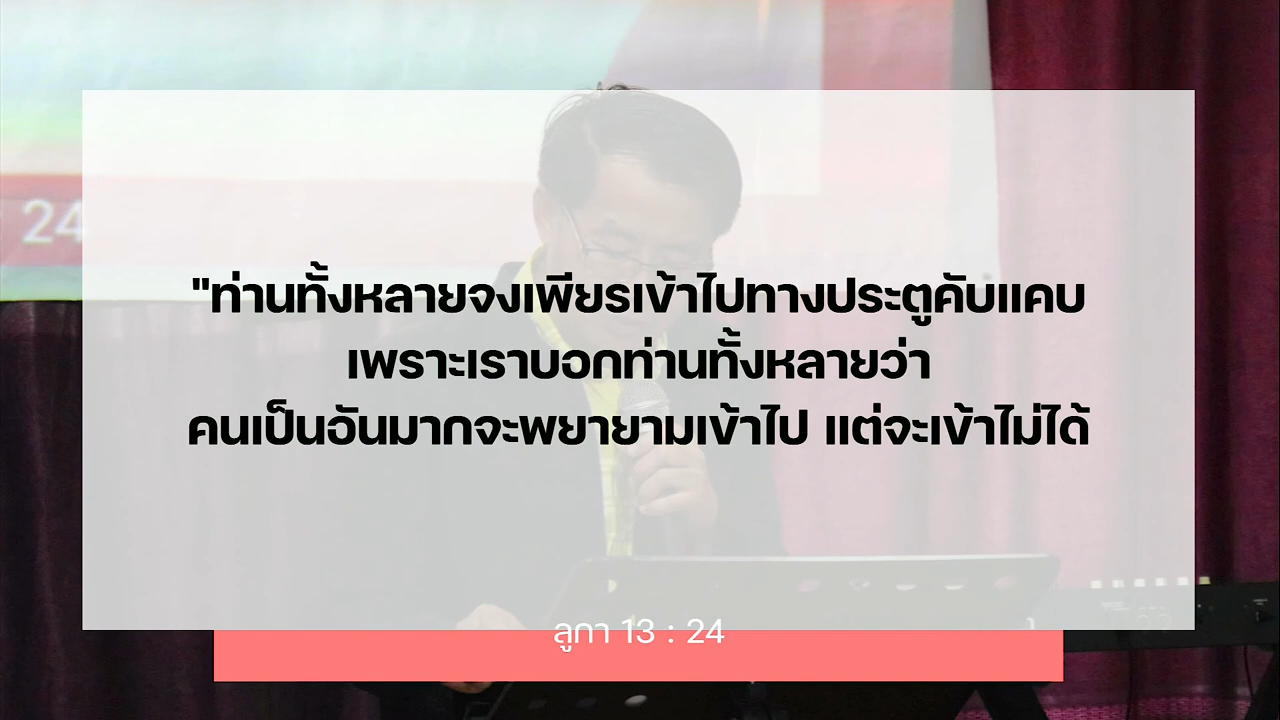 24
"ท่านทั้งหลายจงเพียรเข้าไปทางประตูคับแคบ
เพราะเราบอกท่านทั้งหลายว่า
คนเป็นอันมากจะพยายามเข้าไป แต่จะเข้าไม่ได้
ลูกา 13 : 24